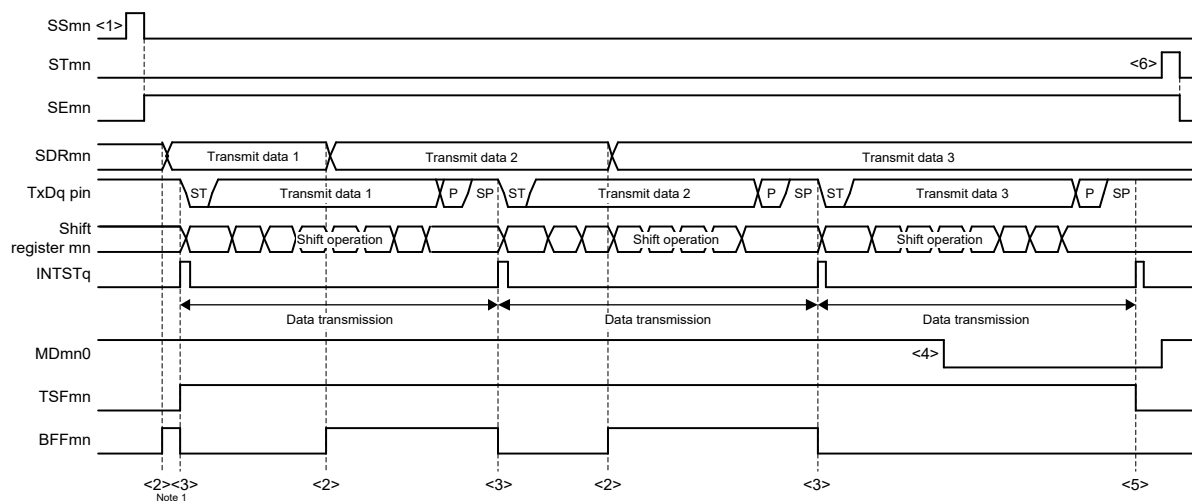 SSmn <1>
STmn <6>
SEmn
SDRmn Transmit data 1 Transmit data 2 Transmit data 3
TxDq pin ST Transmit data 1 P SP ST Transmit data 2 P SP ST Transmit data 3 P SP
Shift
register mn Shift operation Shift operation Shift operation
INTSTq
Data transmission Data transmission Data transmission
MDmn0 <4>
TSFmn
BFFmn
<2><3> <2> <3> <2> <3> <5>
Note 1